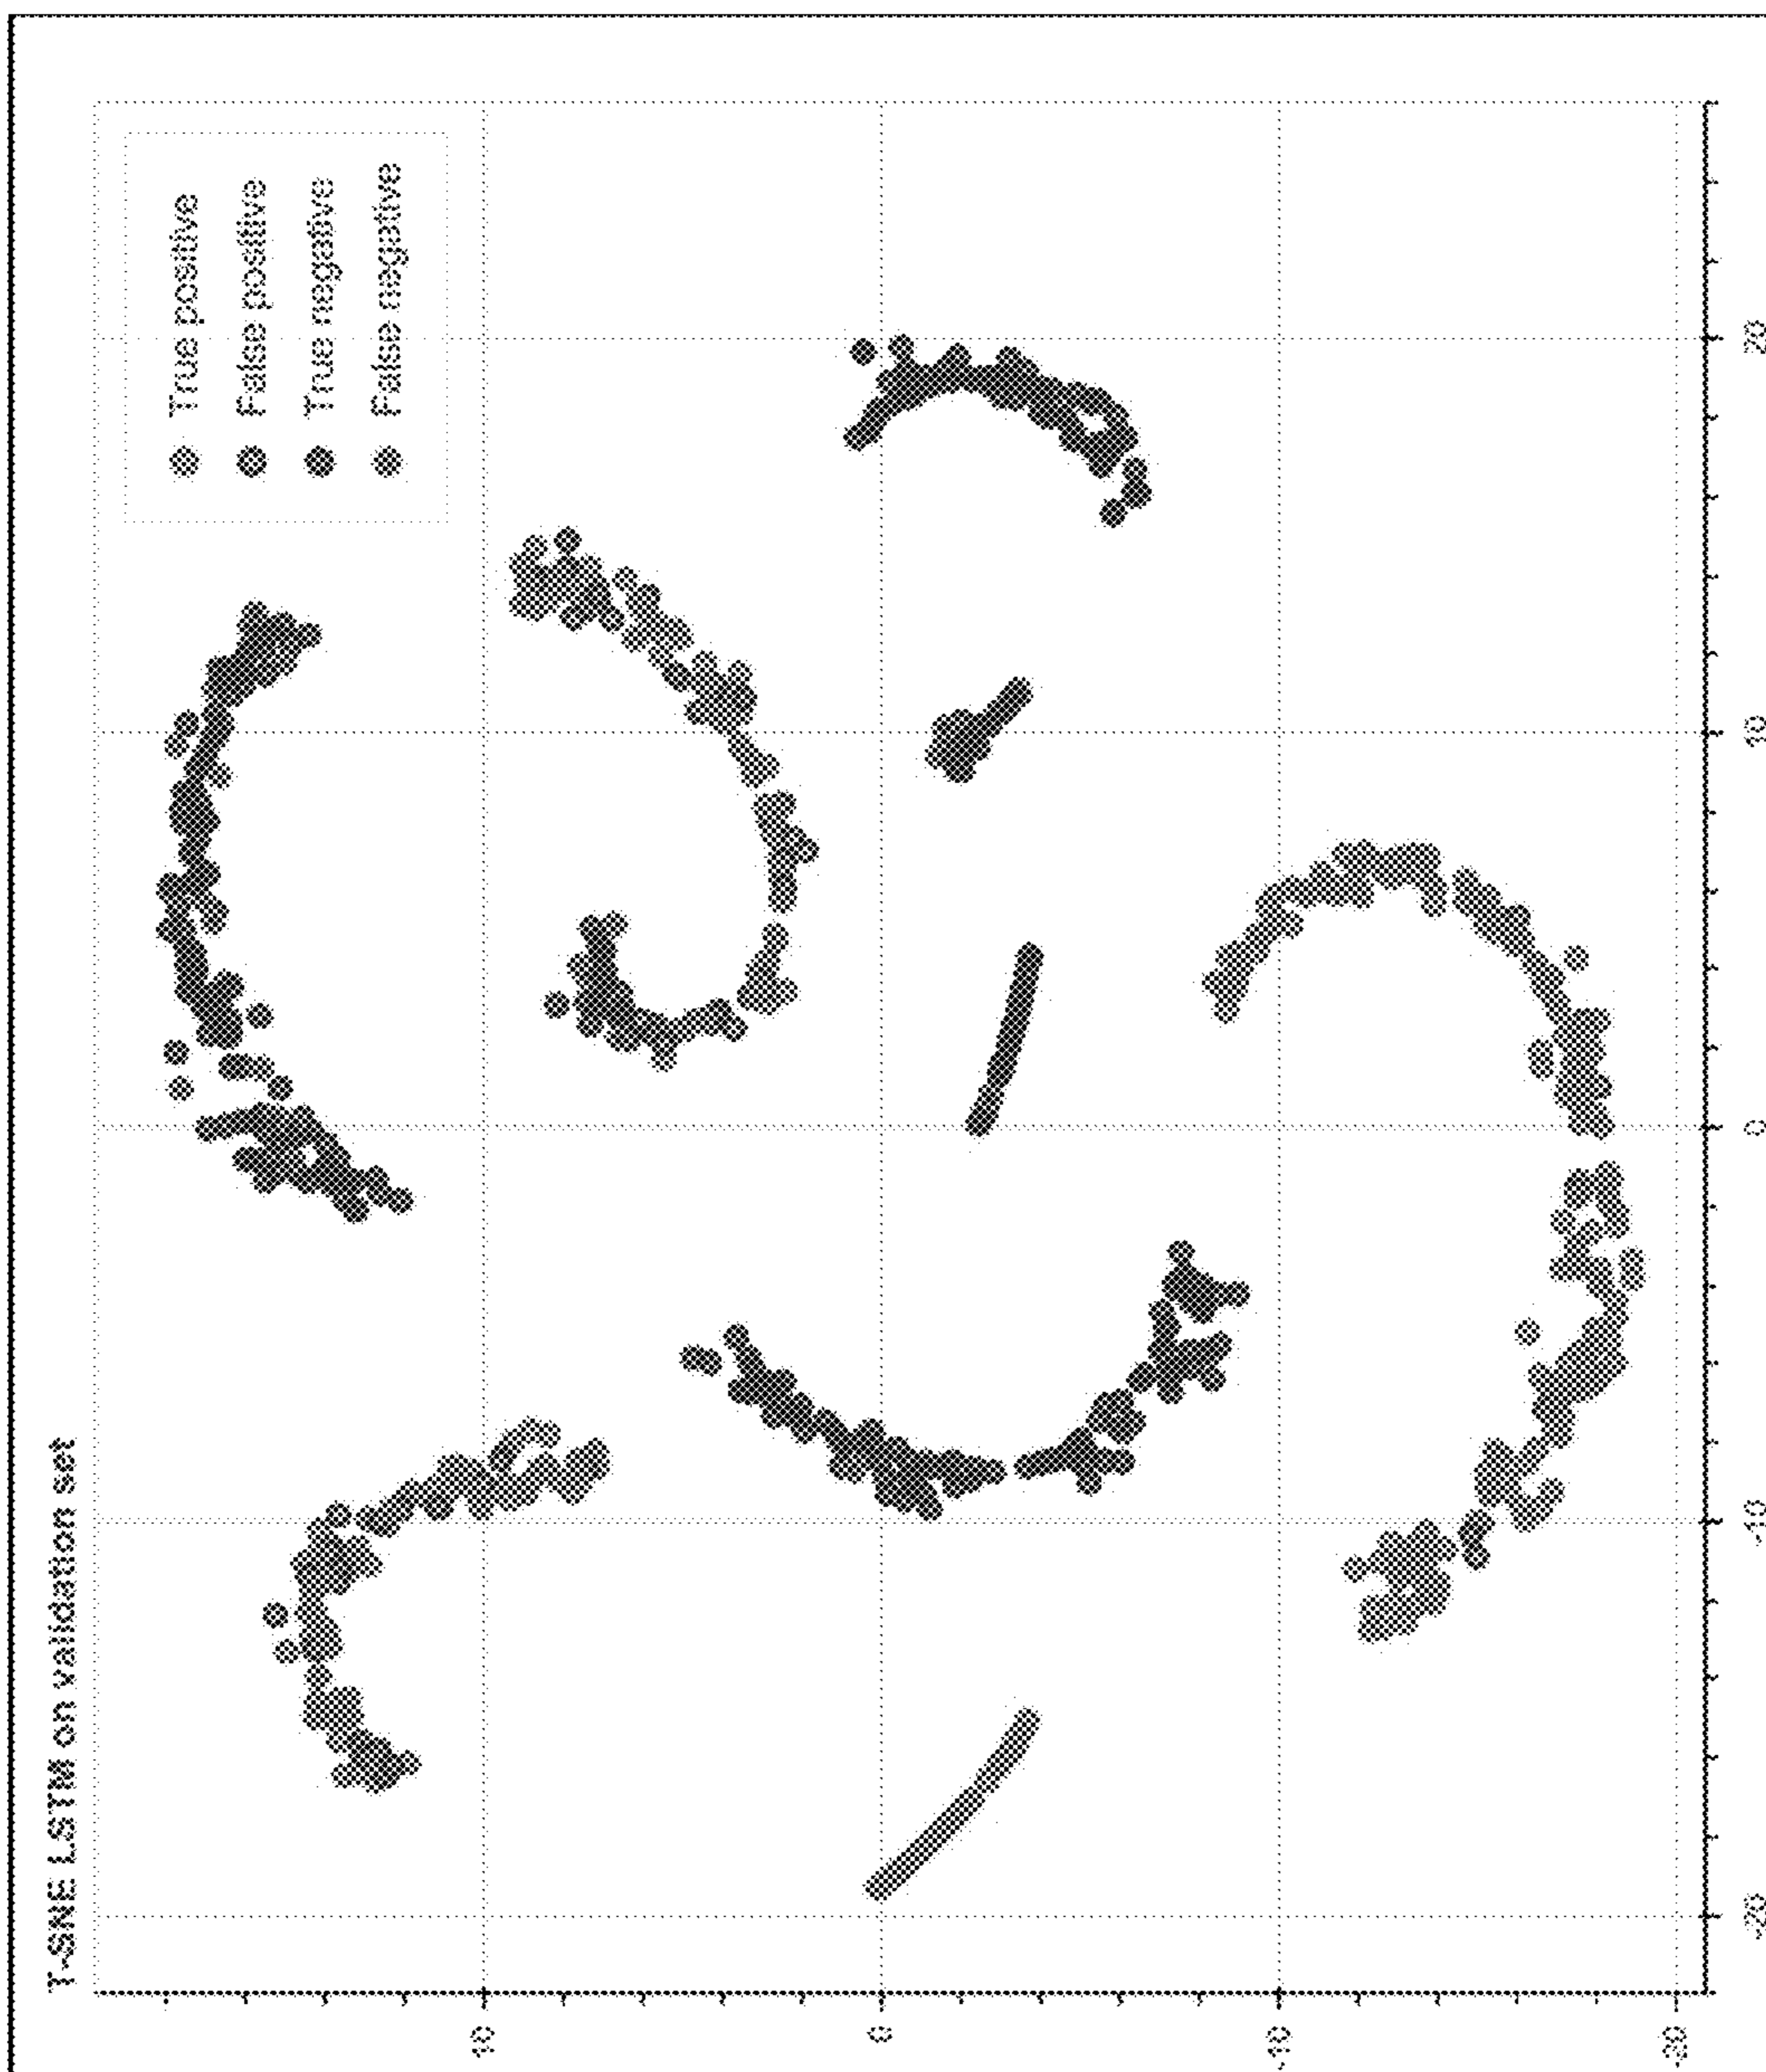 T-SNE LSTM on validation set
True positive
False positive
True negative
False negative
10
0
-10
-20
-20
-10
0
10
20